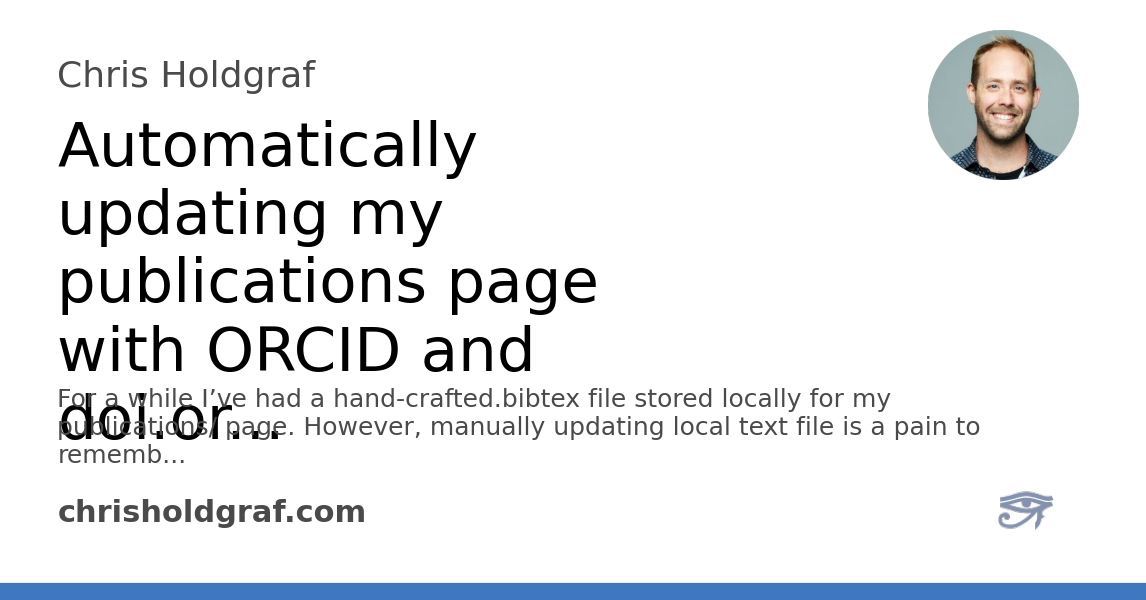 Chris Holdgraf
Automatically
updating my
publications page
with ORCID and
doi.or...
For a while I’ve had a hand-crafted.bibtex file stored locally for my
publications/ page. However, manually updating local text file is a pain to
rememb...
chrisholdgraf.com